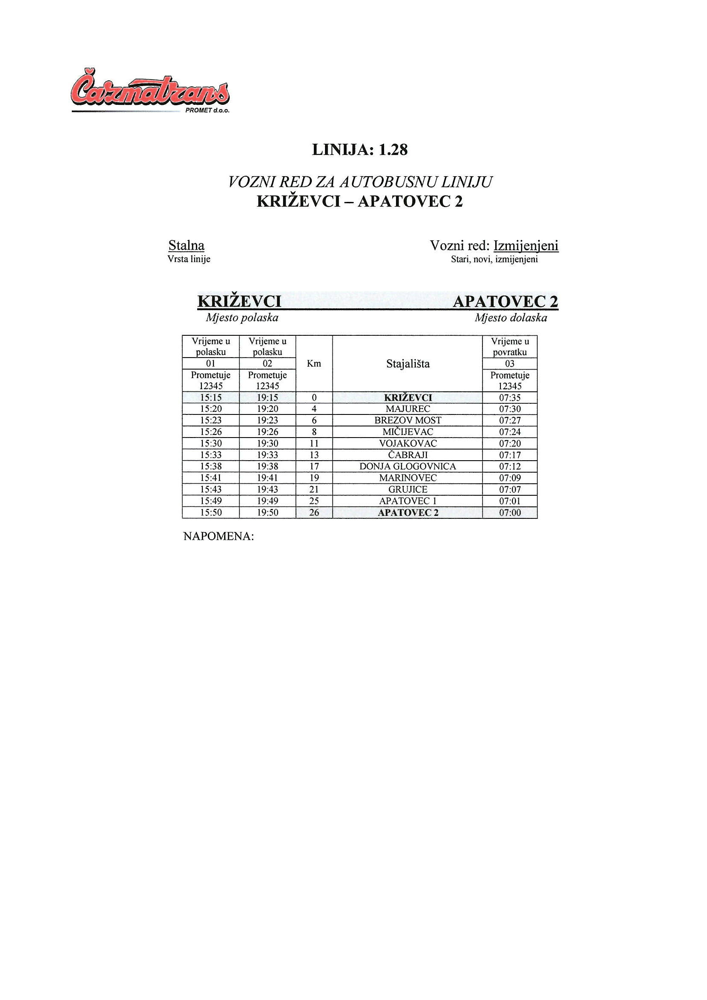 Čazmatrans
PROMET d.o.o.
LINIJA: 1.28
VOZNI RED ZA AUTOBUSNU LINIJU
KRIŽEVCI – APATOVEC 2
Stalna Vozni red: Izmijenjeni
Vrsta linije Stari, novi, izmijenjeni
KRIŽEVCI APATOVEC 2
Mjesto polaska Mjesto dolaska
Vrijeme u polasku Vrijeme u polasku Km Stajališta Vrijeme u povratku
01 02 03
Prometuje 12345 Prometuje 12345 Prometuje 12345
15:15 19:15 0 KRIŽEVCI 07:35
15:20 19:20 4 MAJUREC 07:30
15:23 19:23 6 BREZOV MOST 07:27
15:26 19:26 8 MIČIJEVAC 07:24
15:30 19:30 11 VOJAKOVAC 07:20
15:33 19:33 13 ČABRAJI 07:17
15:38 19:38 17 DONJA GLOGOVNICA 07:12
15:41 19:41 19 MARINOVEC 07:09
15:43 19:43 21 GRUJICE 07:07
15:49 19:49 25 APATOVEC 1 07:01
15:50 19:50 26 APATOVEC 2 07:00
NAPOMENA: